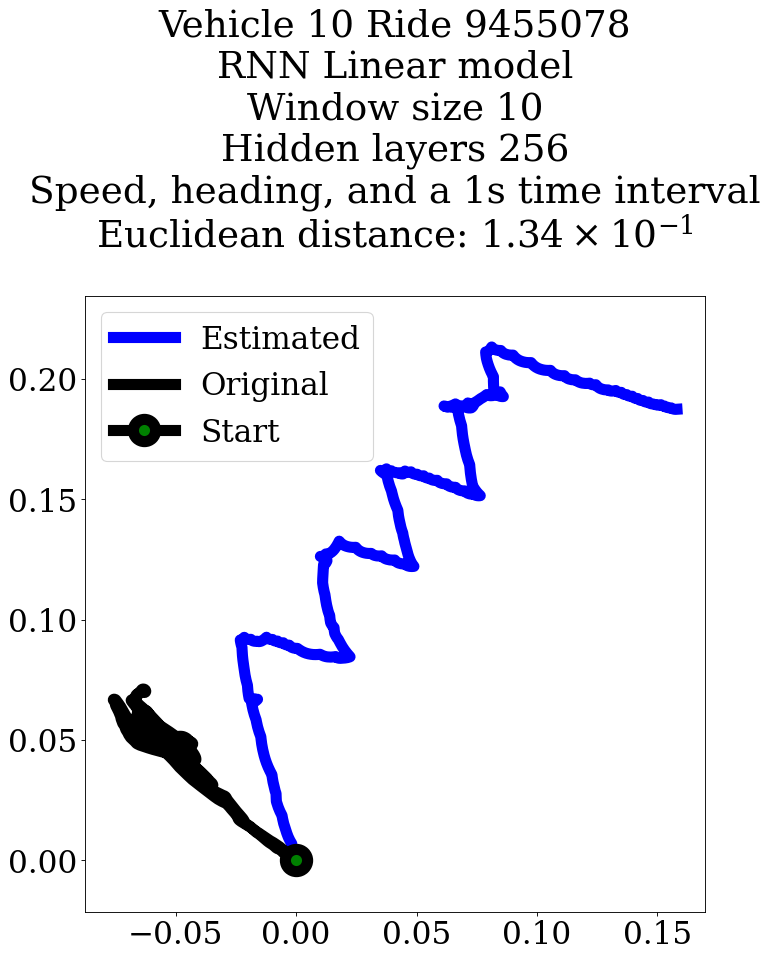 Vehicle 10 Ride 9455078
RNN Linear model
Window size 10
Hidden layers 256
Speed, heading, and a 1s time interval
Euclidean distance: 1.34 × 10⁻¹
Estimated
Original
Start
0.20
0.15
0.10
0.05
0.00
−0.05 0.00 0.05 0.10 0.15